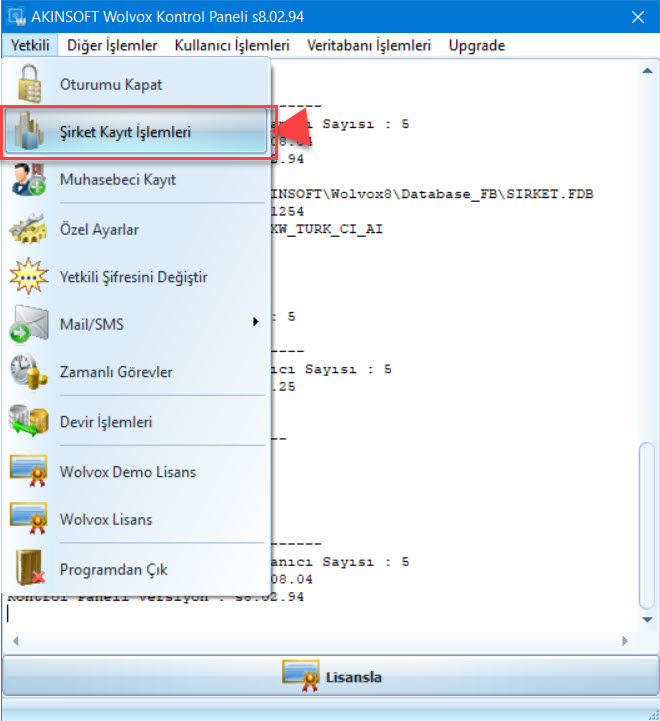 AKINSOFT Wolvox Kontrol Paneli s8.02.94
Yetkili Diğer İşlemler Kullanıcı İşlemleri Veritabanı İşlemleri Upgrade
Oturumu Kapat
------
Şirket Kayıt İşlemleri
Sayısı : 5
08.04
2.94
Muhasebeci Kayıt
INSOFT\Wolvox8\Database_FB\SIRKET.FDB
1254
XW_TURK_CI_AI
Özel Ayarlar
Yetkili Şifresini Değiştir
: 5
Mail/SMS
----
ıcı Sayısı : 5
.25
Zamanlı Görevler
Devir İşlemleri
--
Wolvox Demo Lisans
Wolvox Lisans
------
anıcı Sayısı : 5
08.04
Programdan Çık
Kontrol Paneli Versiyon : s8.02.94
Lisansla